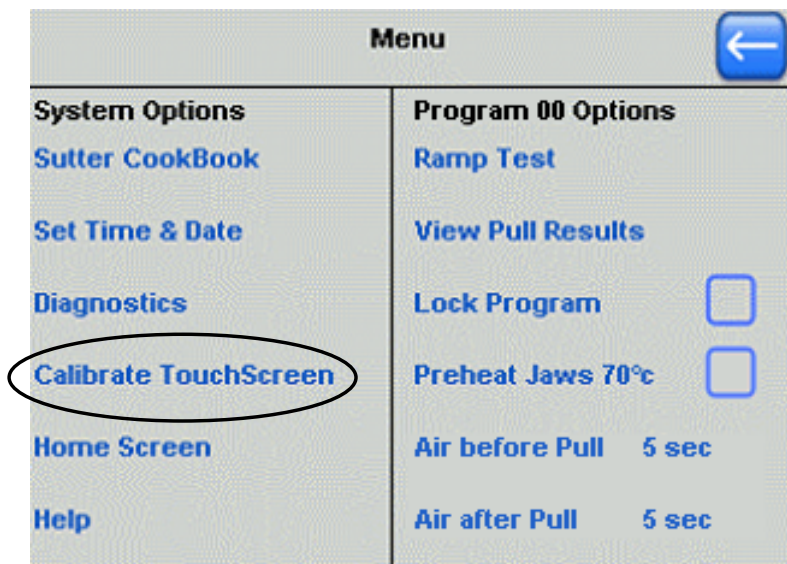 Menu
System Options
Sutter CookBook
Set Time & Date
Diagnostics
Calibrate TouchScreen
Home Screen
Help
Program 00 Options
Ramp Test
View Pull Results
Lock Program
Preheat Jaws 70°c
Air before Pull 5 sec
Air after Pull 5 sec